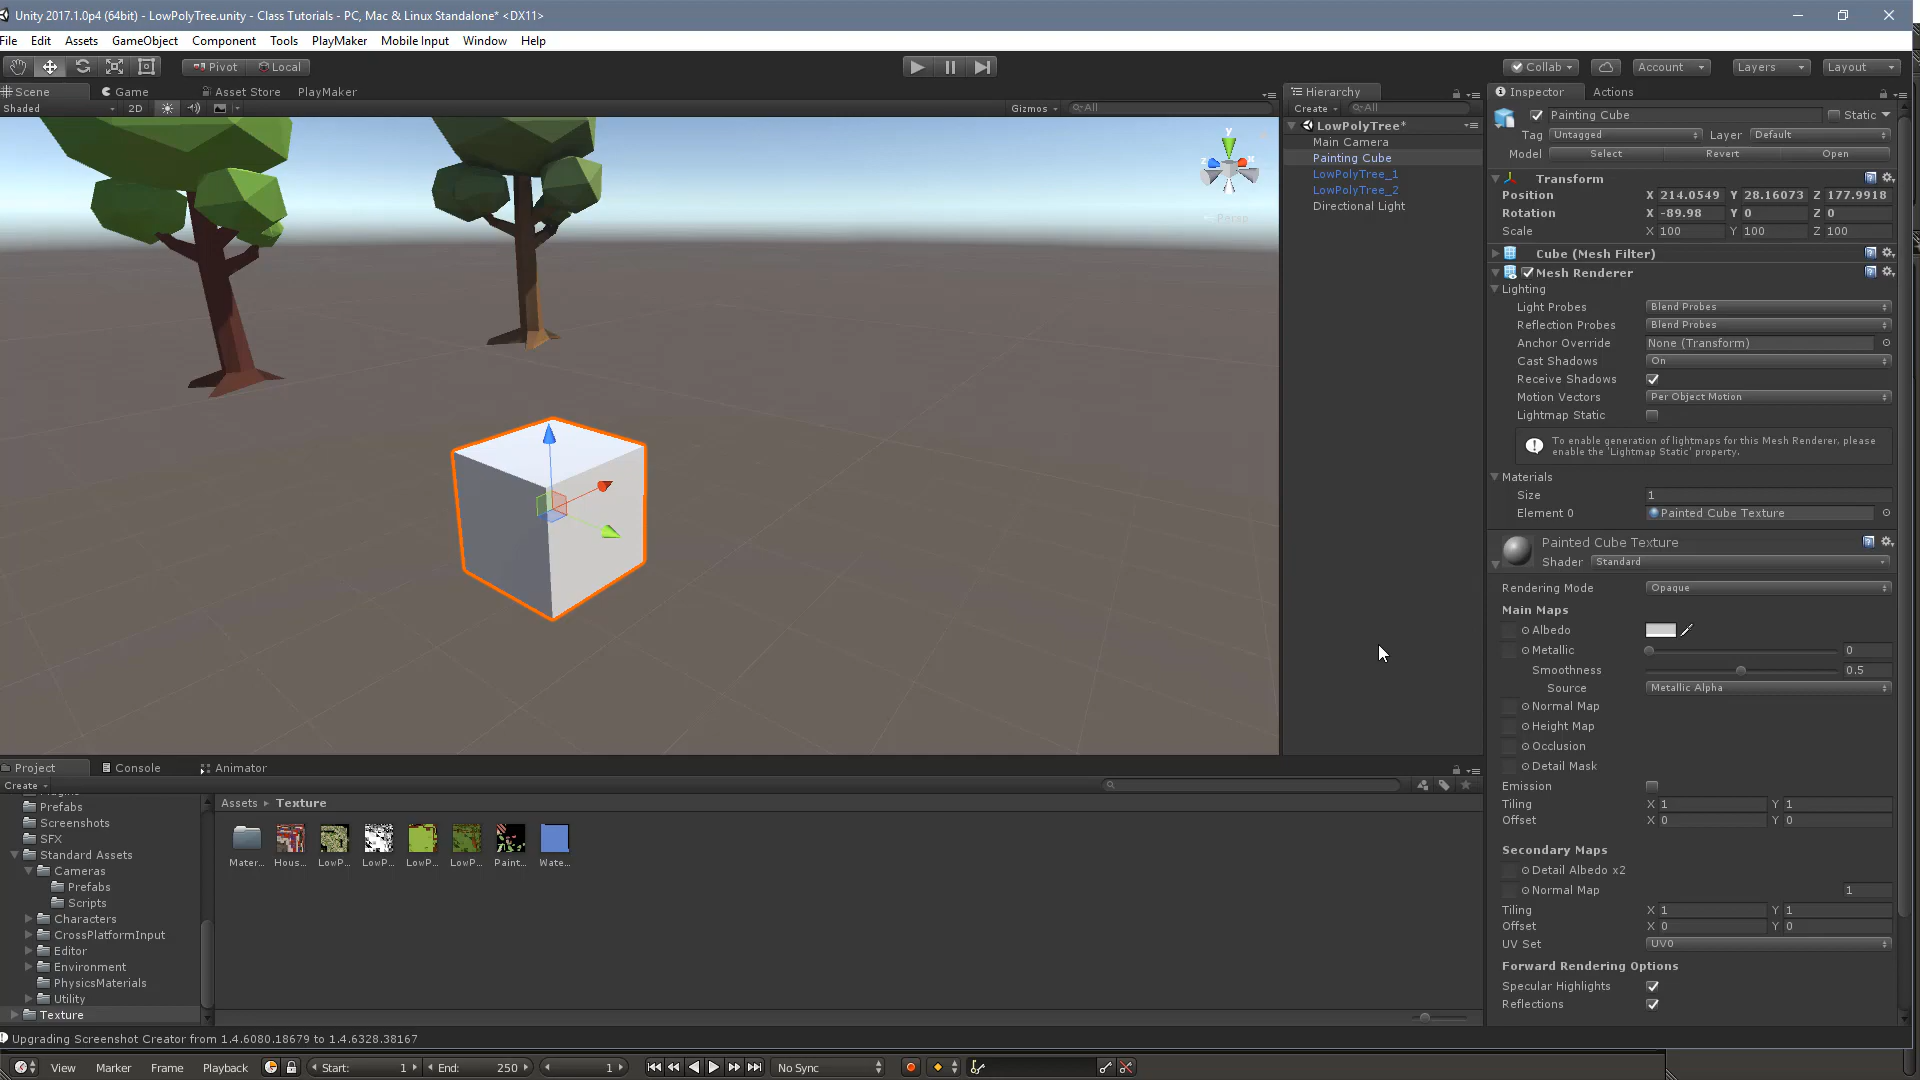 Unity 2017.1.0p4 (64bit) - LowPolyTree.unity - Class Tutorials - PC, Mac & Linux Standalone* <DX11>
File Edit Assets GameObject Component Tools PlayMaker Mobile Input Window Help
Pivot Local Collab Account Layers Layout
Scene Game Asset Store PlayMaker
Shaded 2D Gizmos All
y
x
z
Persp
Hierarchy
Create All
LowPolyTree*
Main Camera
Painting Cube
LowPolyTree_1
LowPolyTree_2
Directional Light
Inspector Actions
Painting Cube Static
Tag Untagged Layer Default
Model Select Revert Open
Transform
Position X 214.0549 Y 28.16073 Z 177.9918
Rotation X -89.98 Y 0 Z 0
Scale X 100 Y 100 Z 100
Cube (Mesh Filter)
Mesh Renderer
Lighting
Light Probes Blend Probes
Reflection Probes Blend Probes
Anchor Override None (Transform)
Cast Shadows On
Receive Shadows
Motion Vectors Per Object Motion
Lightmap Static
To enable generation of lightmaps for this Mesh Renderer, please
enable the 'Lightmap Static' property.
Materials
Size 1
Element 0 Painted Cube Texture
Painted Cube Texture
Shader Standard
Rendering Mode Opaque
Main Maps
Albedo
Metallic 0
Smoothness 0.5
Source Metallic Alpha
Normal Map
Height Map
Occlusion
Detail Mask
Emission
Tiling X 1 Y 1
Offset X 0 Y 0
Secondary Maps
Detail Albedo x2
Normal Map 1
Tiling X 1 Y 1
Offset X 0 Y 0
UV Set UV0
Forward Rendering Options
Specular Highlights
Reflections
Project Console Animator
Create
Prefabs
Screenshots
SFX
Standard Assets
Cameras
Prefabs
Scripts
Characters
CrossPlatformInput
Editor
Environment
PhysicsMaterials
Utility
Texture
Assets Texture
Mater... Hous... LowP... LowP... LowP... LowP... Paint... Wate...
Upgrading Screenshot Creator from 1.4.6080.18679 to 1.4.6328.38167
View Marker Frame Playback Start: 1 End: 250 1 No Sync